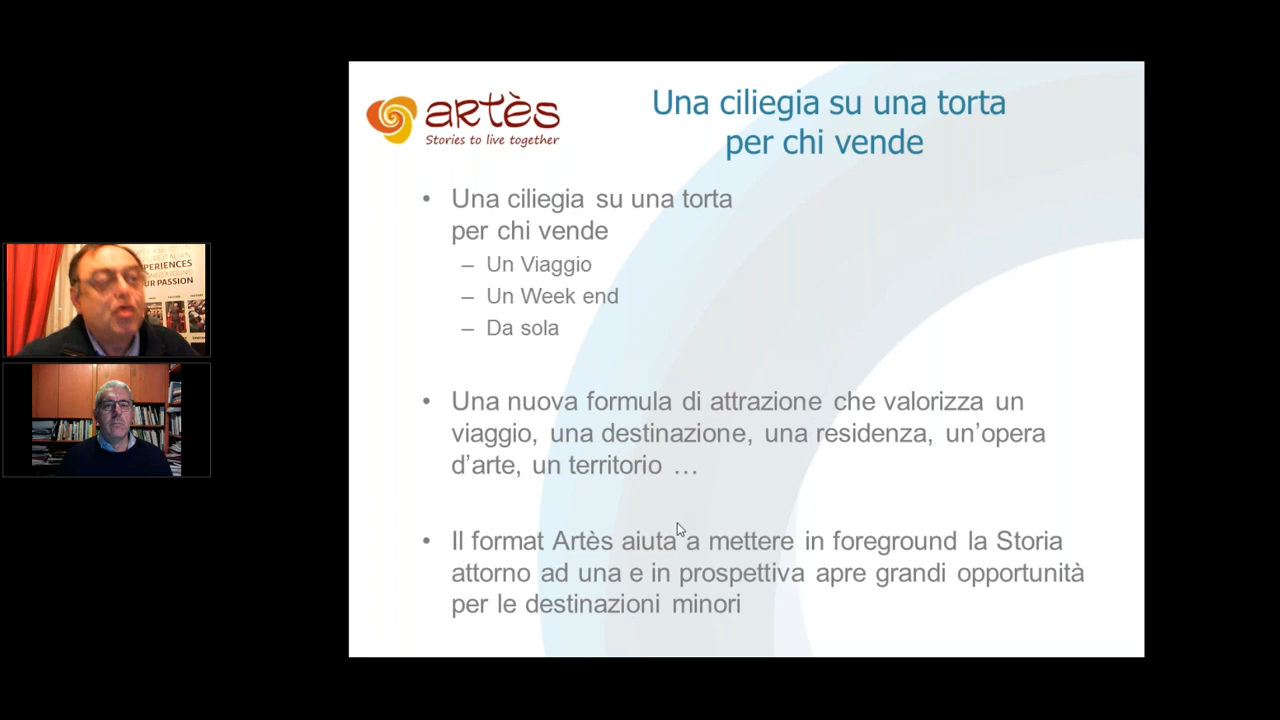 artès
Stories to live together
Una ciliegia su una torta
per chi vende
• Una ciliegia su una torta
per chi vende
– Un Viaggio
– Un Week end
– Da sola
• Una nuova formula di attrazione che valorizza un
viaggio, una destinazione, una residenza, un’opera
d’arte, un territorio …
• Il format Artès aiuta a mettere in foreground la Storia
attorno ad una e in prospettiva apre grandi opportunità
per le destinazioni minori
PASSION